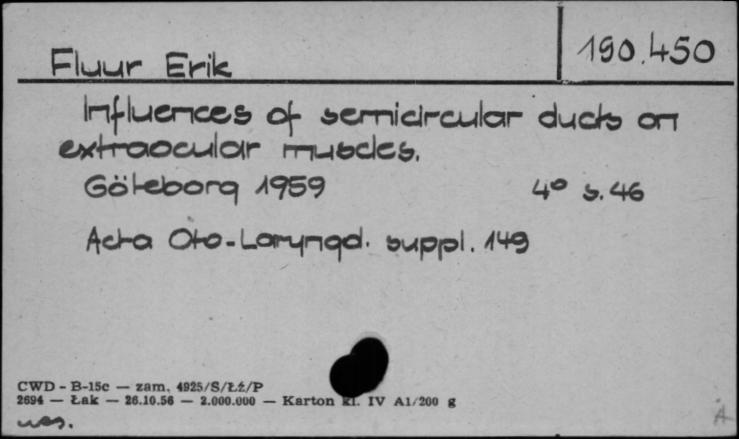 Fluur Erik
190.450
Influences of semicircular ducts on
extraocular muscles.
Göteborg 1959 4° s. 46
Acta Oto-Laryngol. suppl. 149
CWD - B-15c — zam. 4925/S/ŁŹ/P
2694 — Łak — 26.10.56 — 2.000.000 — Karton kl. IV A1/200 g
A